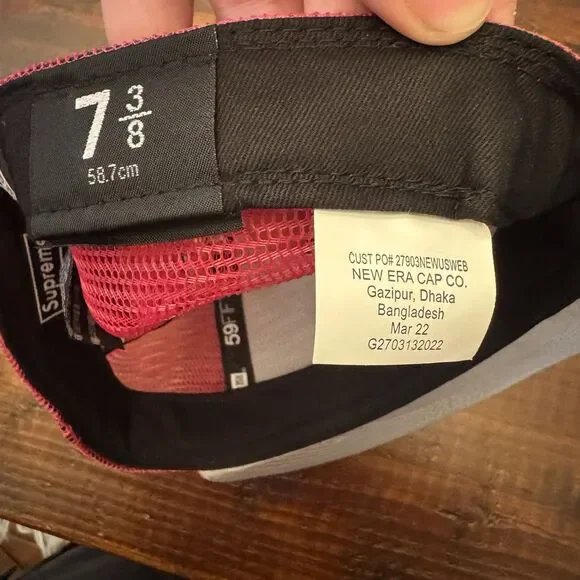 7 3/8
58.7cm
Supreme
59FF
CUST PO# 27903NEWUSWEB
NEW ERA CAP CO.
Gazipur, Dhaka
Bangladesh
Mar 22
G2703132022